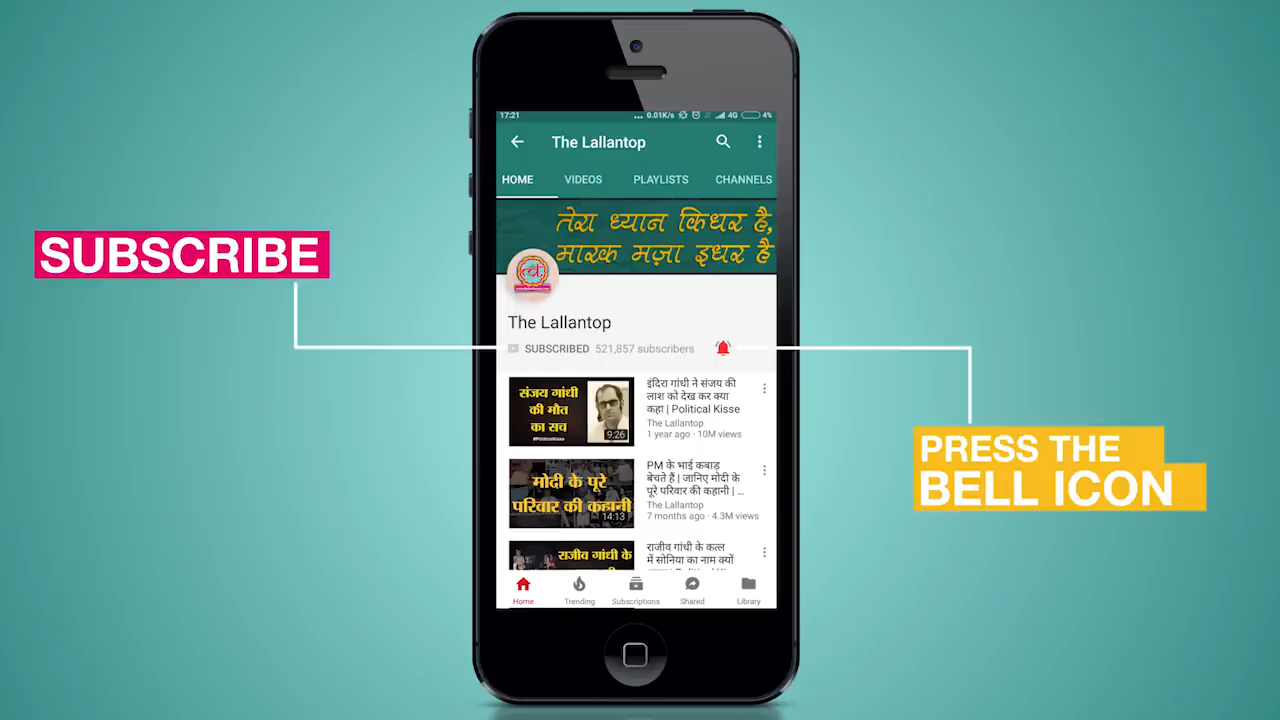 17:21 ... 0.01K/s 4G 4%
The Lallantop
HOME VIDEOS PLAYLISTS CHANNELS
तेरा ध्यान किधर है,
मारक मज़ा इधर है
SUBSCRIBE
The Lallantop
SUBSCRIBED 521,857 subscribers
संजय गांधी
की मौत
का सच
#PoliticalKisse
9:26
इंदिरा गांधी ने संजय की
लाश को देख कर क्या
कहा | Political Kisse
The Lallantop
1 year ago · 10M views
PRESS THE
BELL ICON
मोदी के पूरे
परिवार की कहानी
14:13
PM के भाई कबाड़
बेचते हैं | जानिए मोदी के
पूरे परिवार की कहानी | ...
The Lallantop
7 months ago · 4.3M views
राजीव गांधी के
राजीव गांधी के कत्ल
में सोनिया का नाम क्यों
Home Trending Subscriptions Shared Library